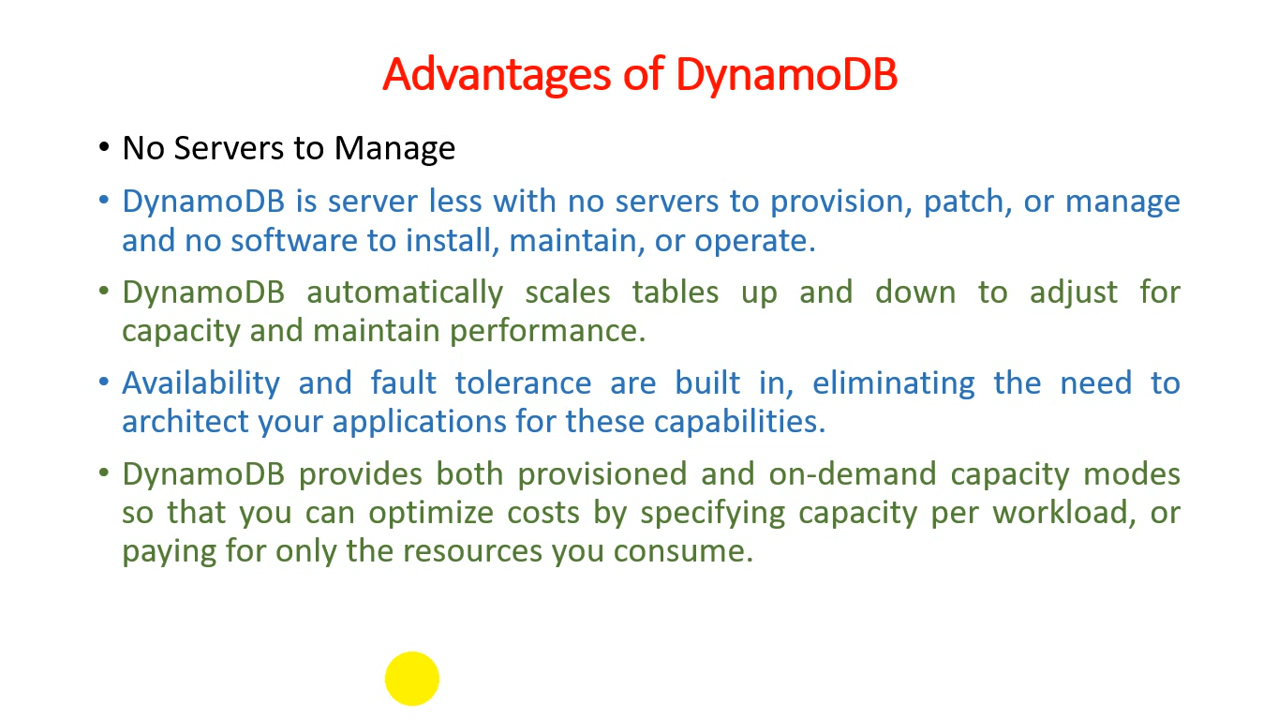 Advantages of DynamoDB
• No Servers to Manage
• DynamoDB is server less with no servers to provision, patch, or manage
and no software to install, maintain, or operate.
• DynamoDB automatically scales tables up and down to adjust for
capacity and maintain performance.
• Availability and fault tolerance are built in, eliminating the need to
architect your applications for these capabilities.
• DynamoDB provides both provisioned and on-demand capacity modes
so that you can optimize costs by specifying capacity per workload, or
paying for only the resources you consume.